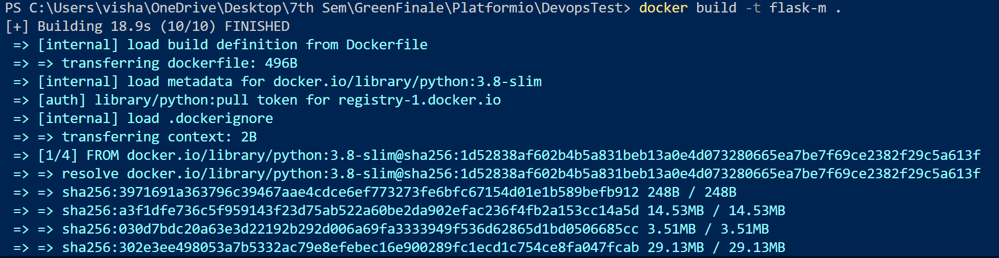 PS C:\Users\visha\OneDrive\Desktop\7th Sem\GreenFinale\Platformio\DevopsTest> docker build -t flask-m .
[+] Building 18.9s (10/10) FINISHED
=> [internal] load build definition from Dockerfile
=> => transferring dockerfile: 496B
=> [internal] load metadata for docker.io/library/python:3.8-slim
=> [auth] library/python:pull token for registry-1.docker.io
=> [internal] load .dockerignore
=> => transferring context: 2B
=> [1/4] FROM docker.io/library/python:3.8-slim@sha256:1d52838af602b4b5a831beb13a0e4d073280665ea7be7f69ce2382f29c5a613f
=> => resolve docker.io/library/python:3.8-slim@sha256:1d52838af602b4b5a831beb13a0e4d073280665ea7be7f69ce2382f29c5a613f
=> => sha256:3971691a363796c39467aae4cdce6ef773273fe6bfc67154d01e1b589befb912 248B / 248B
=> => sha256:a3f1dfe736c5f959143f23d75ab522a60be2da902efac236f4fb2a153cc14a5d 14.53MB / 14.53MB
=> => sha256:030d7bdc20a63e3d22192b292d006a69fa3333949f536d62865d1bd0506685cc 3.51MB / 3.51MB
=> => sha256:302e3ee498053a7b5332ac79e8efebec16e900289fc1ecd1c754ce8fa047fcab 29.13MB / 29.13MB